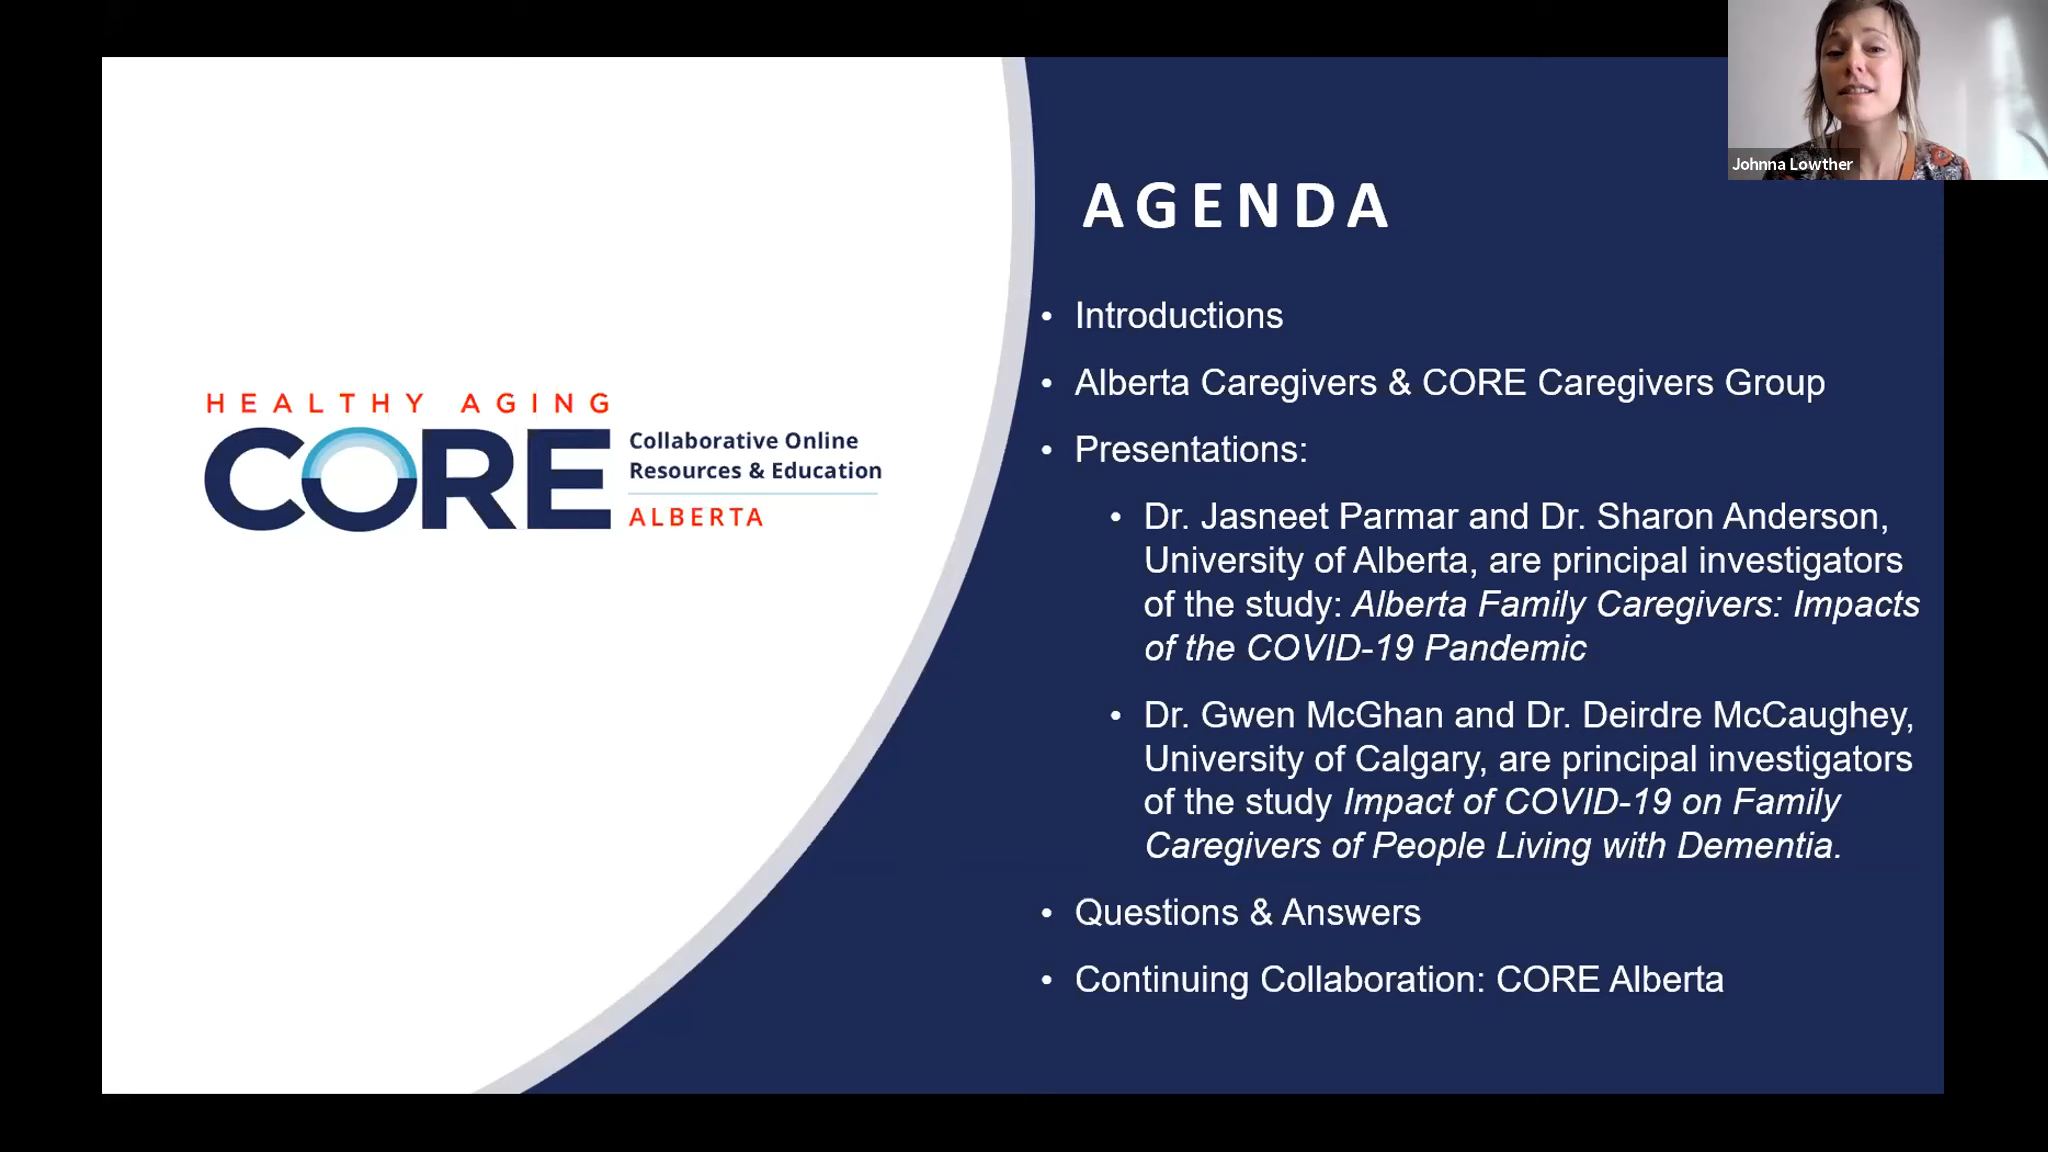 Johnna Lowther
AGENDA
HEALTHY AGING
CORE
Collaborative Online
Resources & Education
ALBERTA
• Introductions
• Alberta Caregivers & CORE Caregivers Group
• Presentations:
• Dr. Jasneet Parmar and Dr. Sharon Anderson,
University of Alberta, are principal investigators
of the study: Alberta Family Caregivers: Impacts
of the COVID-19 Pandemic
• Dr. Gwen McGhan and Dr. Deirdre McCaughey,
University of Calgary, are principal investigators
of the study Impact of COVID-19 on Family
Caregivers of People Living with Dementia.
• Questions & Answers
• Continuing Collaboration: CORE Alberta